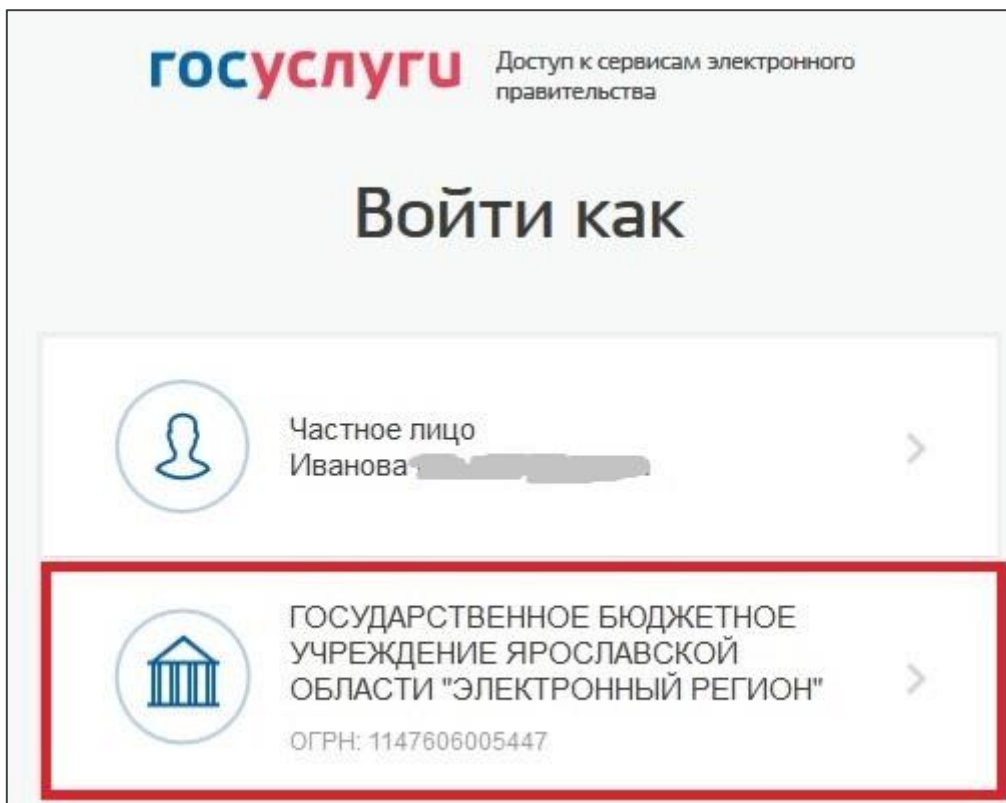 госуслуги
Доступ к сервисам электронного
правительства
Войти как
Частное лицо
Иванова
ГОСУДАРСТВЕННОЕ БЮДЖЕТНОЕ
УЧРЕЖДЕНИЕ ЯРОСЛАВСКОЙ
ОБЛАСТИ "ЭЛЕКТРОННЫЙ РЕГИОН"
ОГРН: 1147606005447